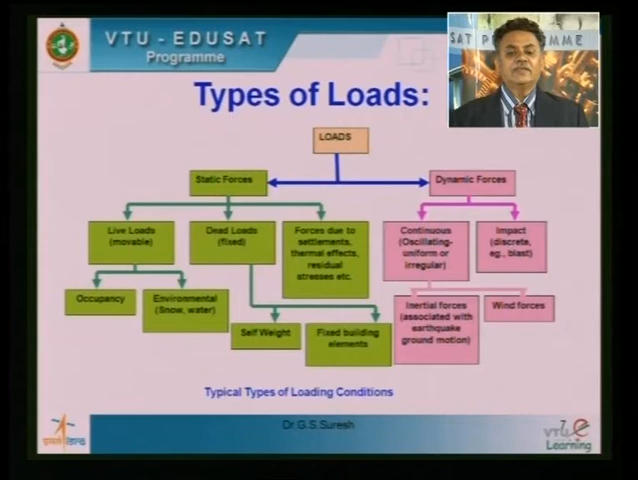 VTU - EDUSAT
Programme
SAT PROGRAMME
Types of Loads:
LOADS
Static Forces
Dynamic Forces
Live Loads
(movable)
Dead Loads
(fixed)
Forces due to
settlements,
thermal effects,
residual
stresses etc.
Continuous
(Oscillating-
uniform or
irregular)
Impact
(discrete,
eg., blast)
Occupancy
Environmental
(Snow, water)
Self Weight
Fixed building
elements
Inertial forces
(associated with
earthquake
ground motion)
Wind forces
Typical Types of Loading Conditions
Dr.G.S.Suresh
7
VTU e
Learning